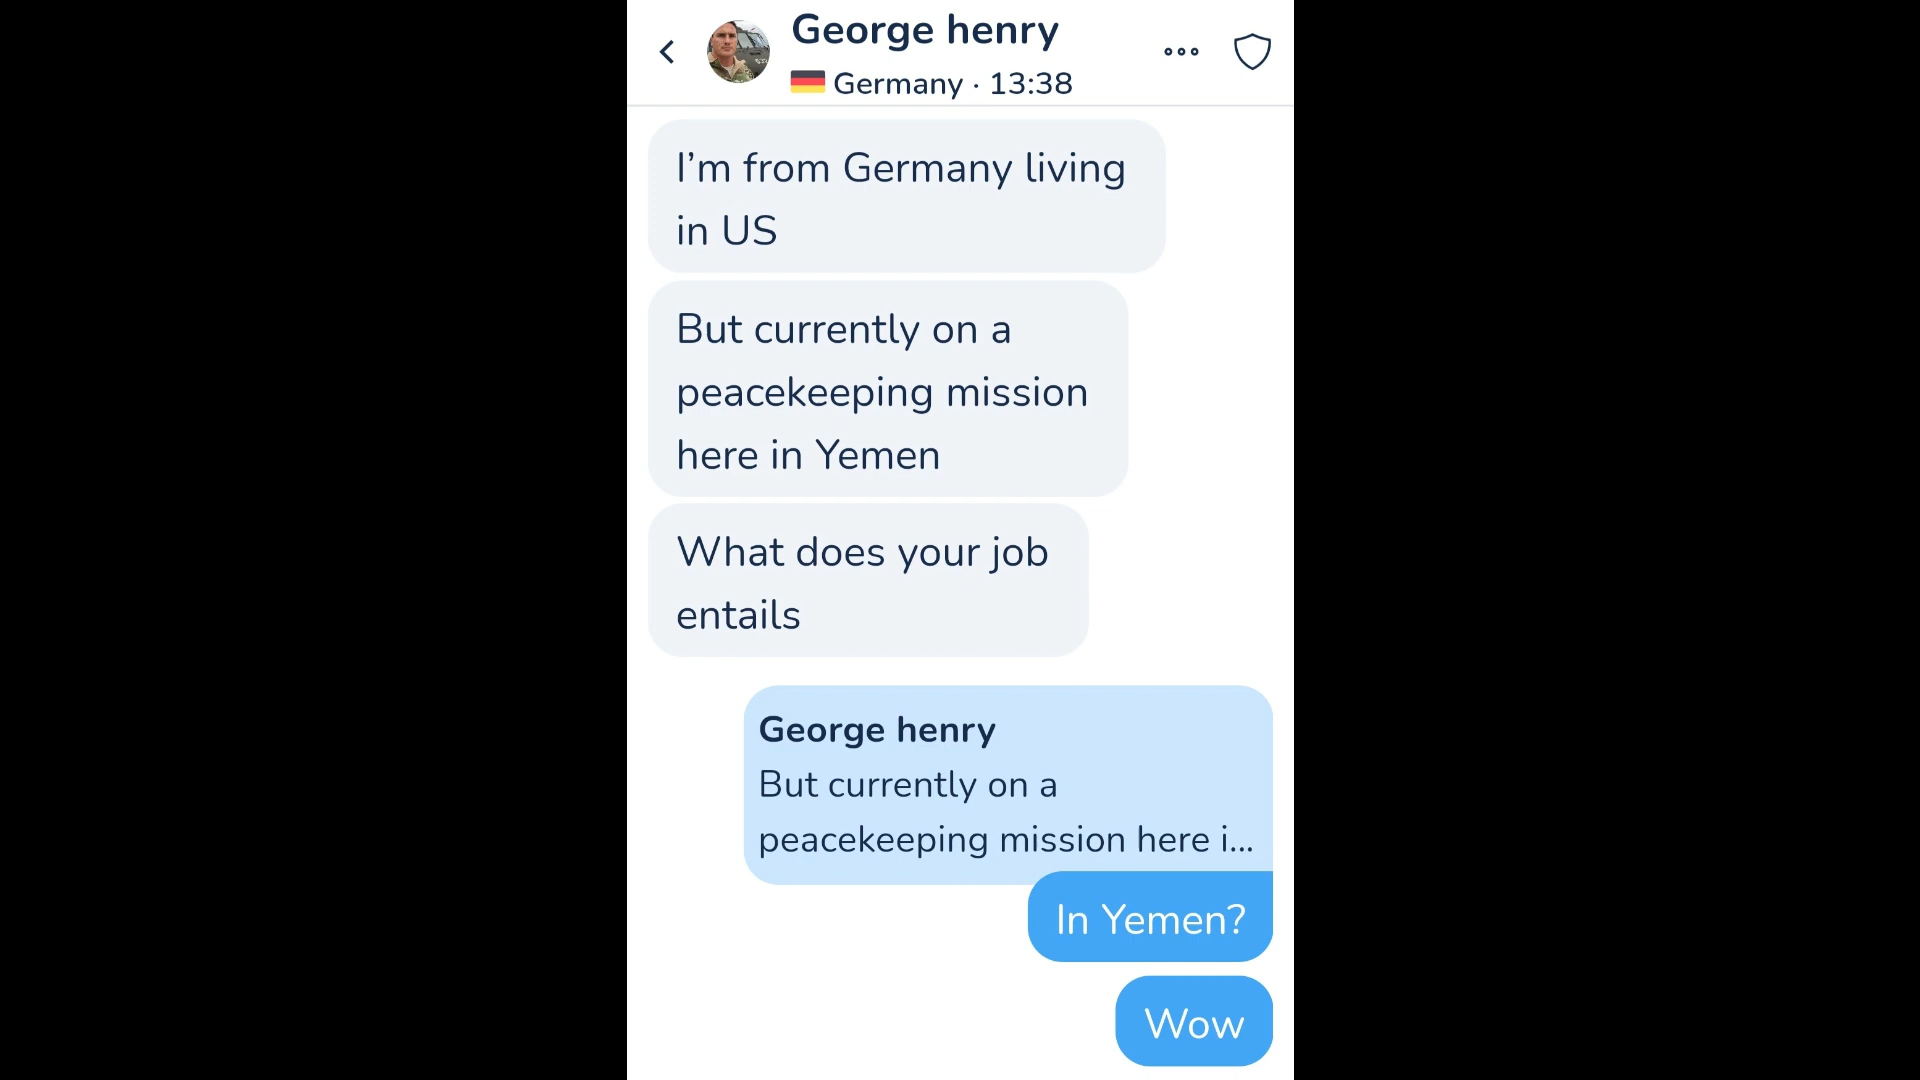 George henry
Germany · 13:38
I’m from Germany living
in US
But currently on a
peacekeeping mission
here in Yemen
What does your job
entails
George henry
But currently on a
peacekeeping mission here i...
In Yemen?
Wow